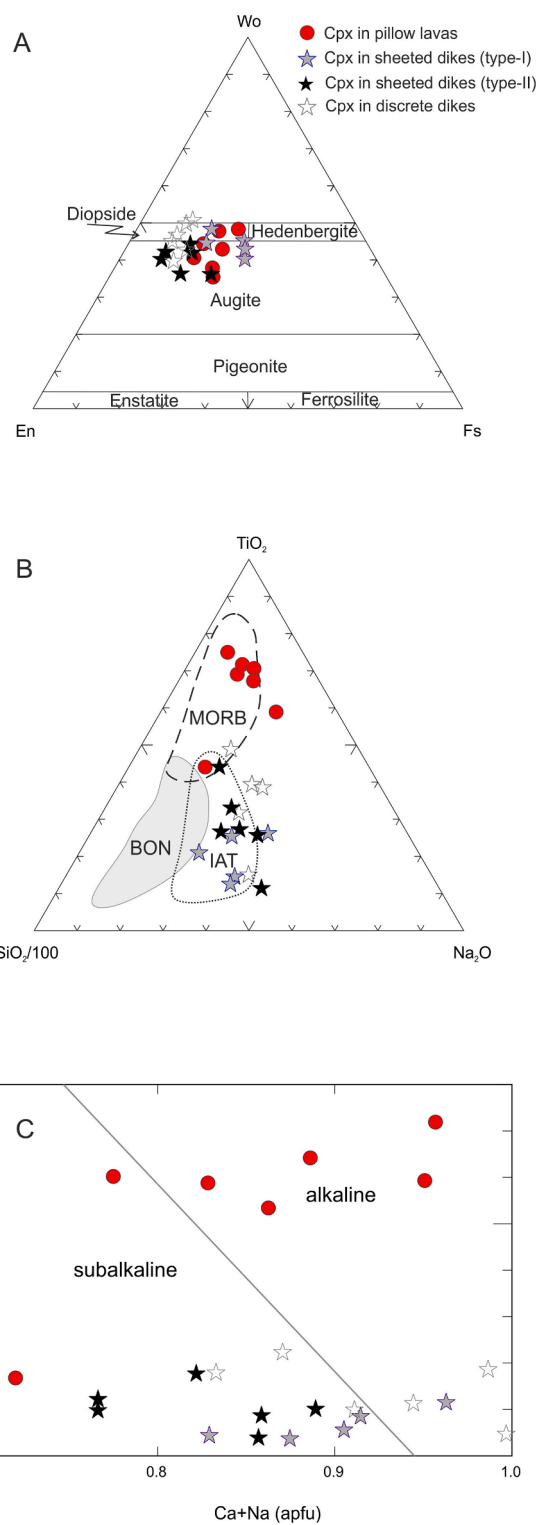 A
Wo
Cpx in pillow lavas
Cpx in sheeted dikes (type-I)
Cpx in sheeted dikes (type-II)
Cpx in discrete dikes
Diopside
Hedenbergite
Augite
Pigeonite
Enstatite
Ferrosilite
En
Fs
B
TiO₂
MORB
BON
IAT
SiO₂/100
Na₂O
C
alkaline
subalkaline
0.8
0.9
1.0
Ca+Na (apfu)